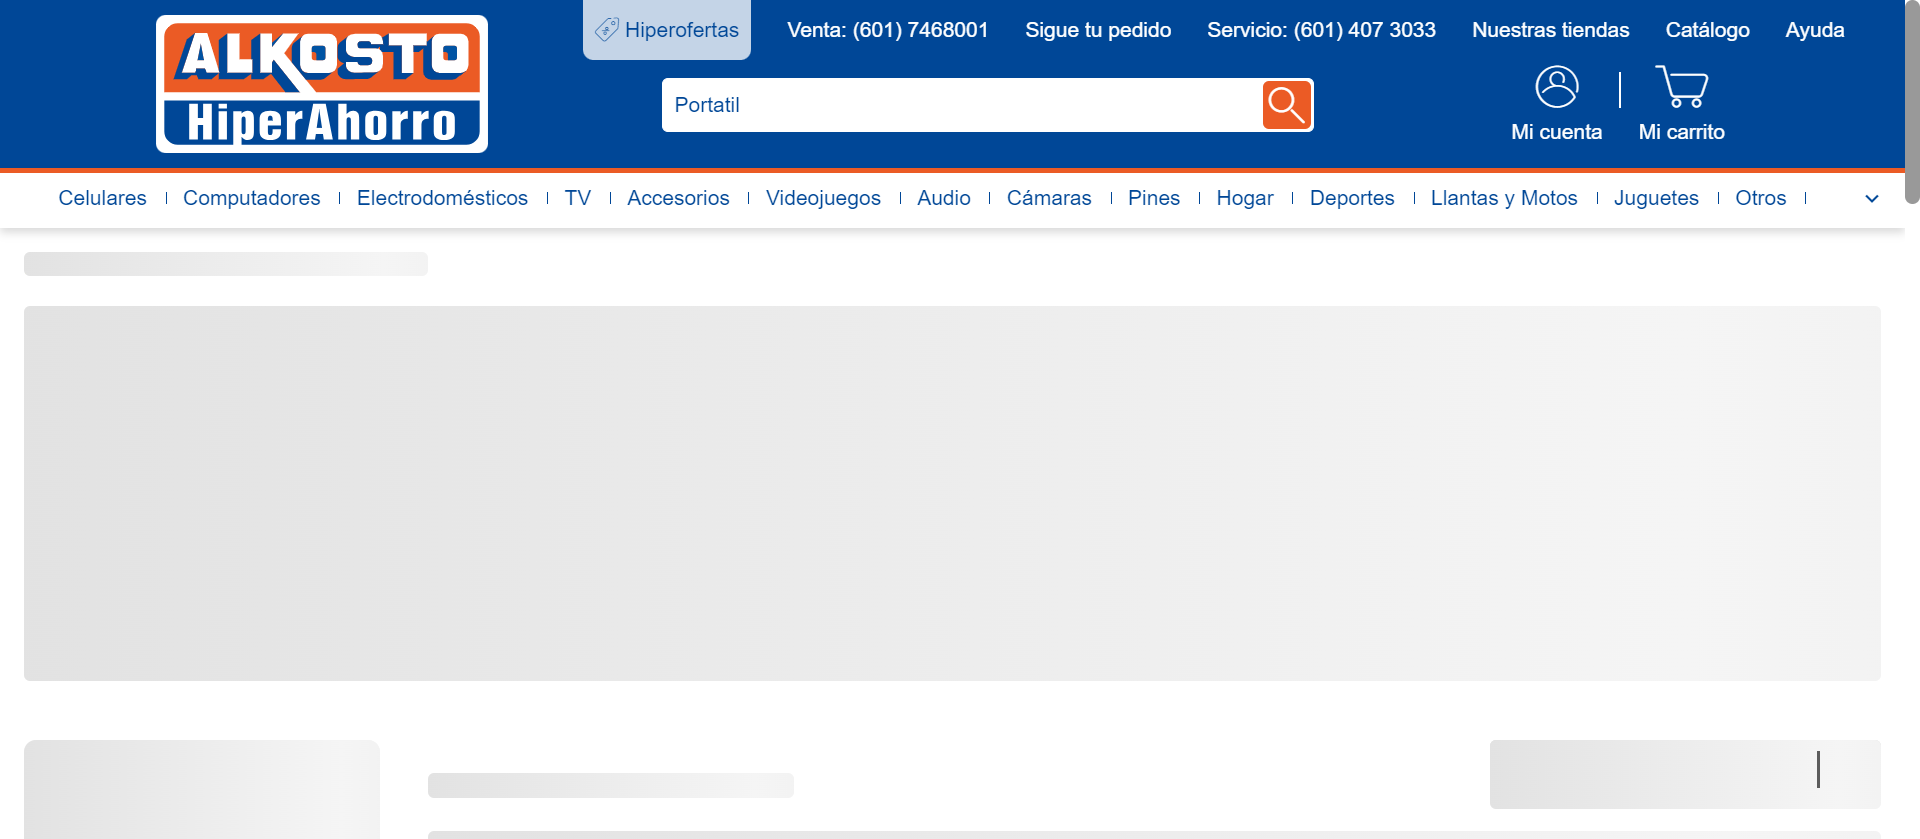 ALKOSTO
HiperAhorro
Hiperofertas
Venta: (601) 7468001
Sigue tu pedido
Servicio: (601) 407 3033
Nuestras tiendas
Catálogo
Ayuda
Portatil
Mi cuenta
Mi carrito
Celulares
Computadores
Electrodomésticos
TV
Accesorios
Videojuegos
Audio
Cámaras
Pines
Hogar
Deportes
Llantas y Motos
Juguetes
Otros